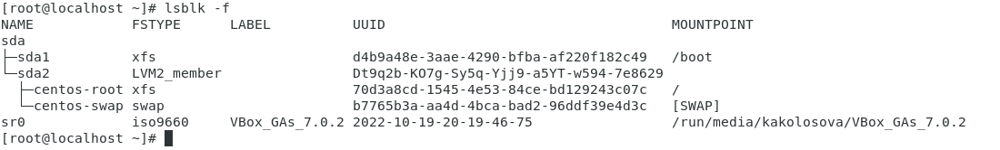 [root@localhost ~]# lsblk -f
NAME            FSTYPE      LABEL          UUID                                   MOUNTPOINT
sda
├─sda1          xfs                        d4b9a48e-3aae-4290-bfba-af220f182c49   /boot
└─sda2          LVM2_member                Dt9q2b-KO7g-Sy5q-Yjj9-a5YT-w594-7e8629
  ├─centos-root xfs                        70d3a8cd-1545-4e53-84ce-bd129243c07c   /
  └─centos-swap swap                       b7765b3a-aa4d-4bca-bad2-96ddf39e4d3c   [SWAP]
sr0             iso9660     VBox_GAs_7.0.2 2022-10-19-20-19-46-75                 /run/media/kakolosova/VBox_GAs_7.0.2
[root@localhost ~]#